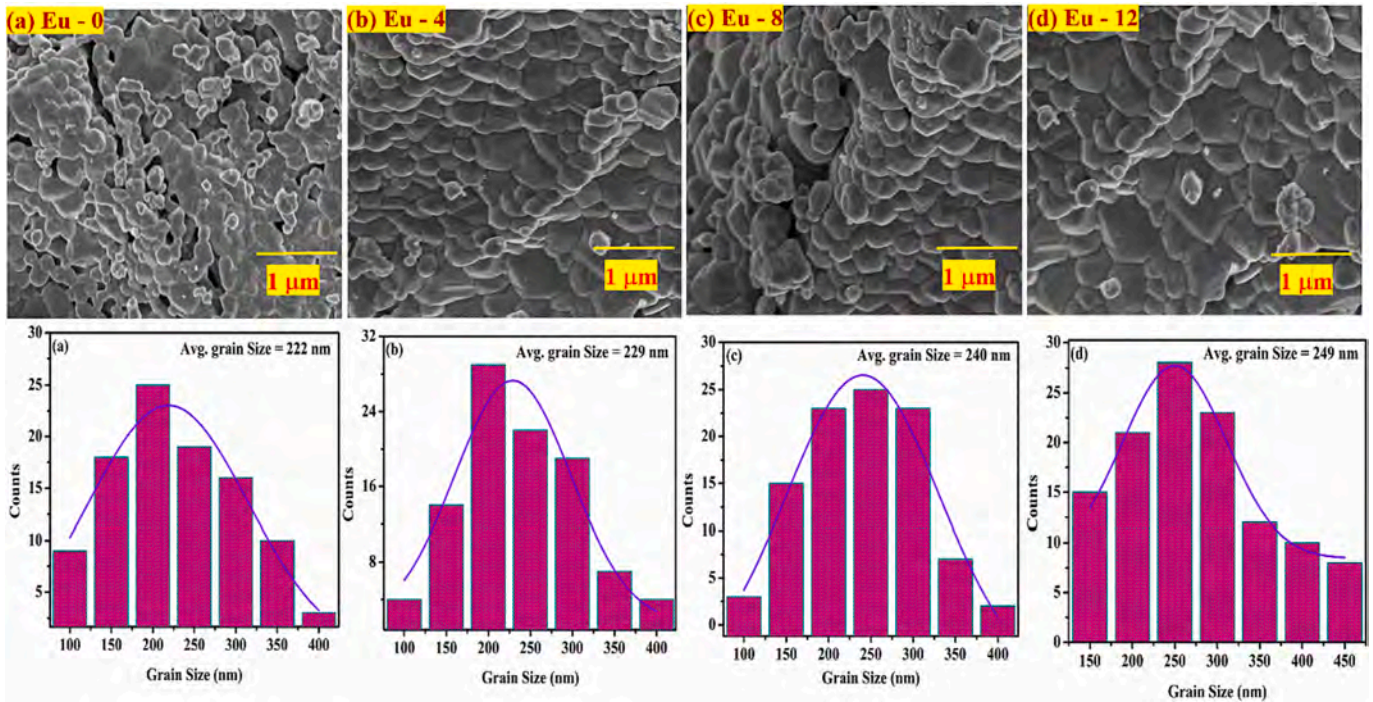 (a) Eu - 0
(b) Eu - 4
(c) Eu - 8
(d) Eu - 12
1 μm
1 μm
1 μm
1 μm
(a)
Avg. grain Size = 222 nm
30
25
20
15
10
5
Counts
100 150 200 250 300 350 400
Grain Size (nm)
(b)
Avg. grain Size = 229 nm
32
24
16
8
Counts
100 150 200 250 300 350 400
Grain Size (nm)
(c)
Avg. grain Size = 240 nm
30
25
20
15
10
5
0
Counts
100 150 200 250 300 350 400
Grain Size (nm)
(d)
Avg. grain Size = 249 nm
30
25
20
15
10
5
0
Counts
150 200 250 300 350 400 450
Grain Size (nm)